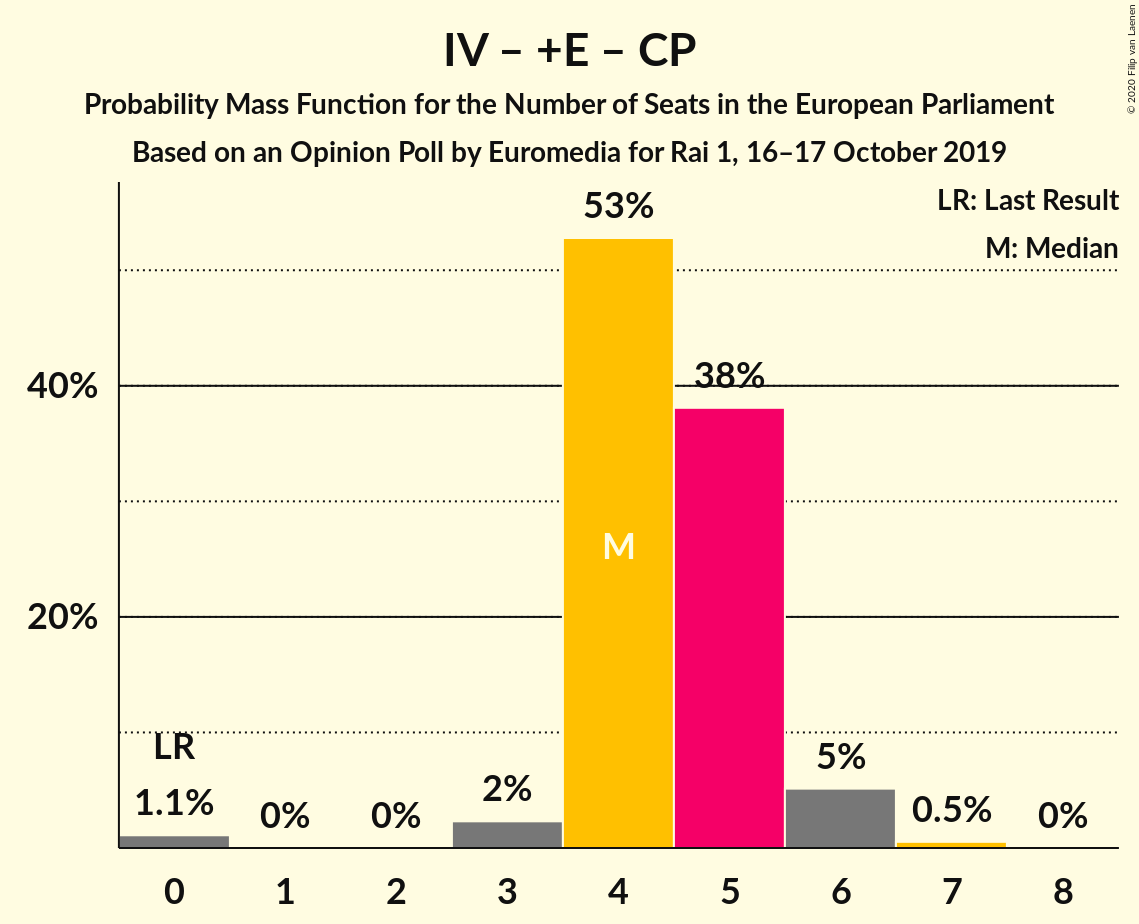 IV – +E – CP
Probability Mass Function for the Number of Seats in the European Parliament
Based on an Opinion Poll by Euromedia for Rai 1, 16–17 October 2019
© 2020 Filip van Laenen
LR: Last Result
M: Median
53%
38%
40%
M
20%
LR
1.1%
0%
0%
2%
5%
0.5%
0%
0 1 2 3 4 5 6 7 8